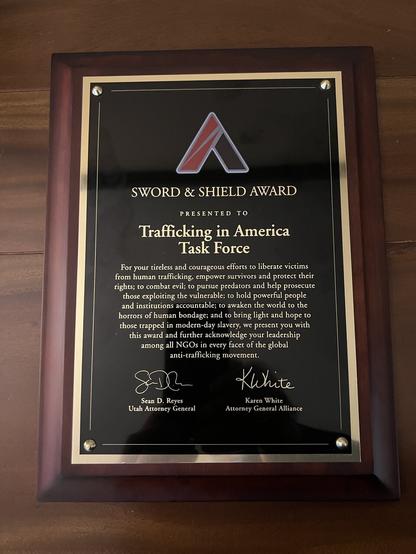 SWORD & SHIELD AWARD
PRESENTED TO
Trafficking in America
Task Force
For your tireless and courageous efforts to liberate victims
from human trafficking, empower survivors and protect their
rights; to combat evil; to pursue predators and help prosecute
those exploiting the vulnerable; to hold powerful people
and institutions accountable; to awaken the world to the
horrors of human bondage; and to bring light and hope to
those trapped in modern-day slavery, we present you with
this award and further acknowledge your leadership
among all NGOs in every facet of the global
anti-trafficking movement.
KWhite
Sean D. Reyes
Utah Attorney General
Karen White
Attorney General Alliance